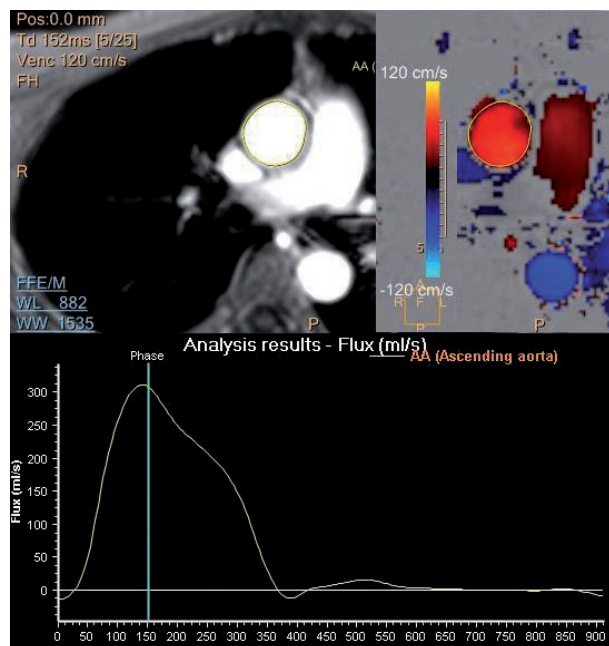 Pos:0.0 mm
Td 152ms [5/25]
Venc 120 cm/s
FH
AA (
120 cm/s
R
5
-120 cm/s
FFE/M
WL 882
WW 1535
P
A
R F L
P
P
Analysis results - Flux (ml/s)
Phase
AA (Ascending aorta)
Flux (ml/s)
300
250
200
150
100
50
0
0 50 100 150 200 250 300 350 400 450 500 550 600 650 700 750 800 850 900